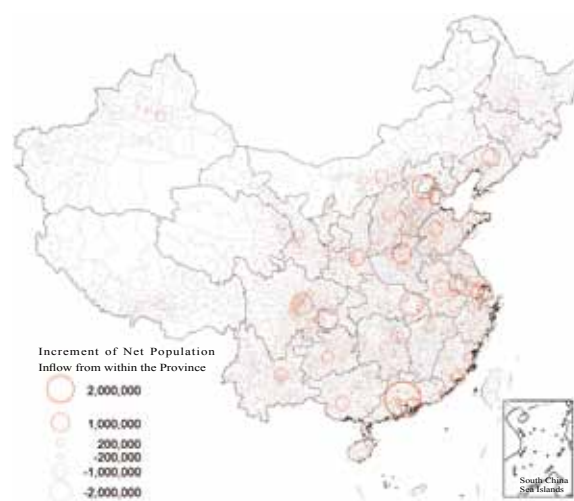 Increment of Net Population
Inflow from within the Province
2,000,000
1,000,000
200,000
-200,000
-1,000,000
-2,000,000
South China
Sea Islands